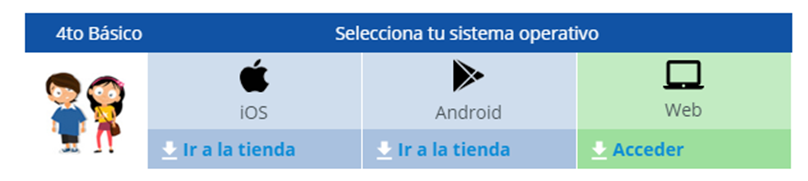 4to Básico Selecciona tu sistema operativo
iOS Android Web
Ir a la tienda Ir a la tienda Acceder